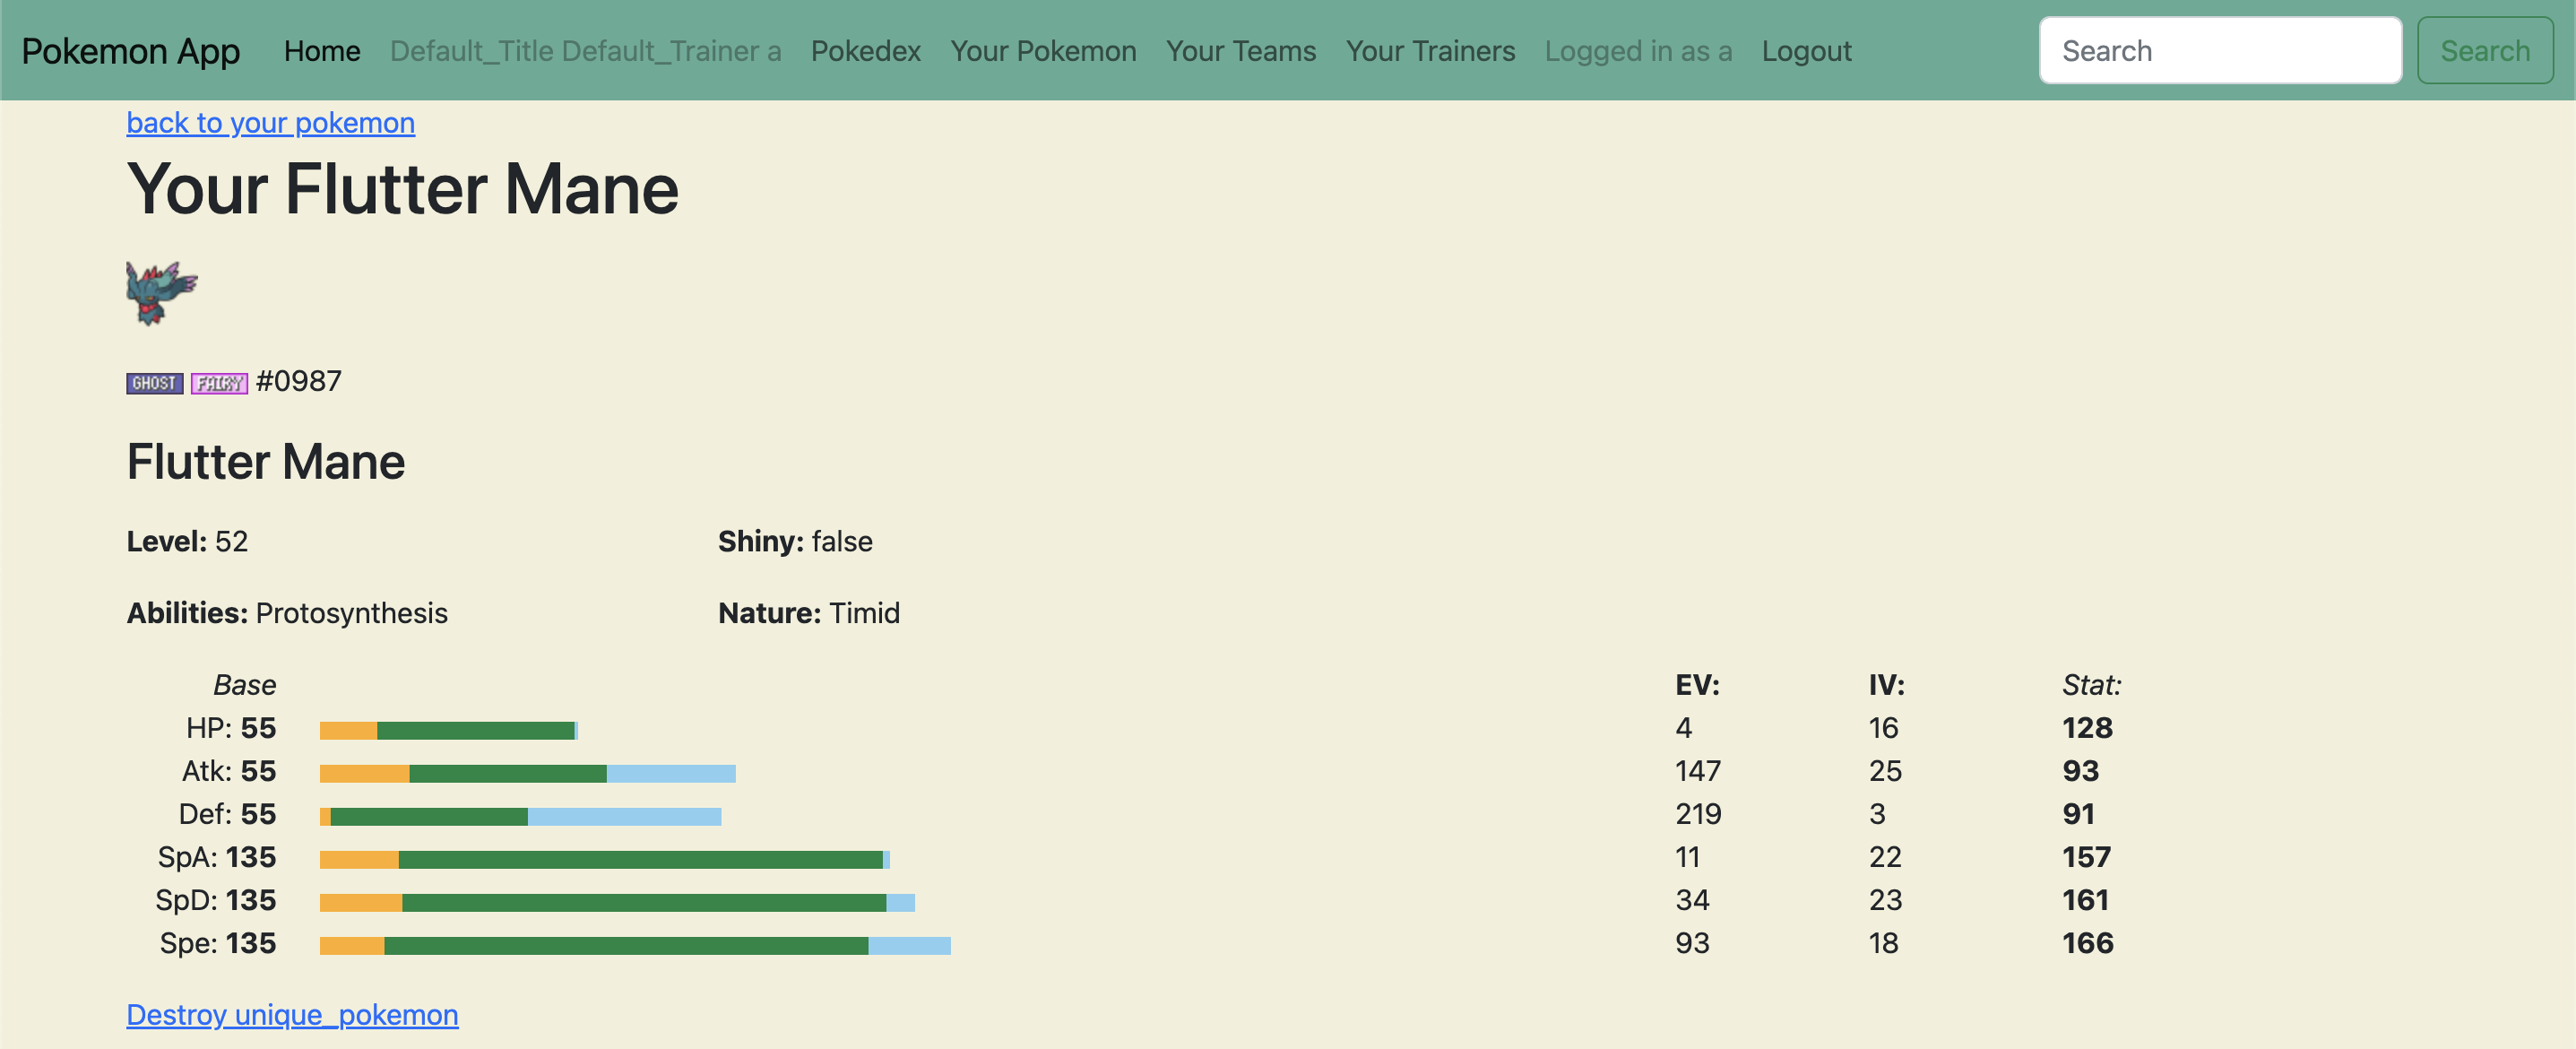 Pokemon App Home Default_Title Default_Trainer a Pokedex Your Pokemon Your Teams Your Trainers Logged in as a Logout Search Search
back to your pokemon
Your Flutter Mane
GHOST FAIRY #0987
Flutter Mane
Level: 52 Shiny: false
Abilities: Protosynthesis Nature: Timid
Base EV: IV: Stat:
HP: 55 4 16 128
Atk: 55 147 25 93
Def: 55 219 3 91
SpA: 135 11 22 157
SpD: 135 34 23 161
Spe: 135 93 18 166
Destroy unique_pokemon